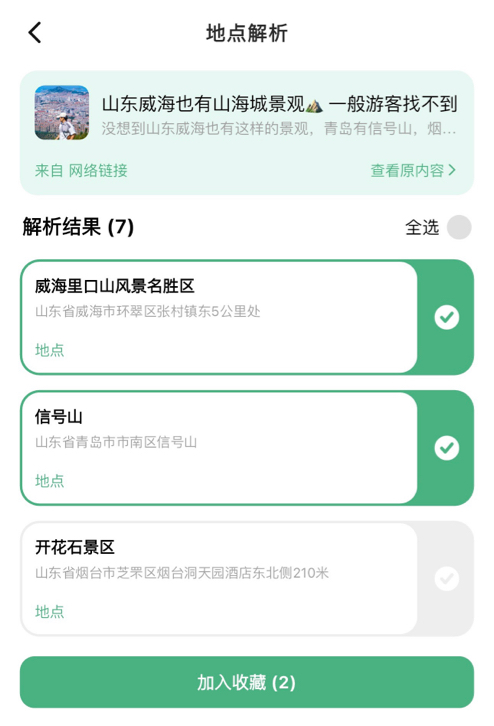 地点解析
山东威海也有山海城景观⛰️ 一般游客找不到
没想到山东威海也有这样的景观，青岛有信号山，烟...
来自 网络链接
查看原内容
解析结果 (7)
全选
威海里口山风景名胜区
山东省威海市环翠区张村镇东5公里处
地点
信号山
山东省青岛市市南区信号山
地点
开花石景区
山东省烟台市芝罘区烟台洞天园酒店东北侧210米
地点
加入收藏 (2)